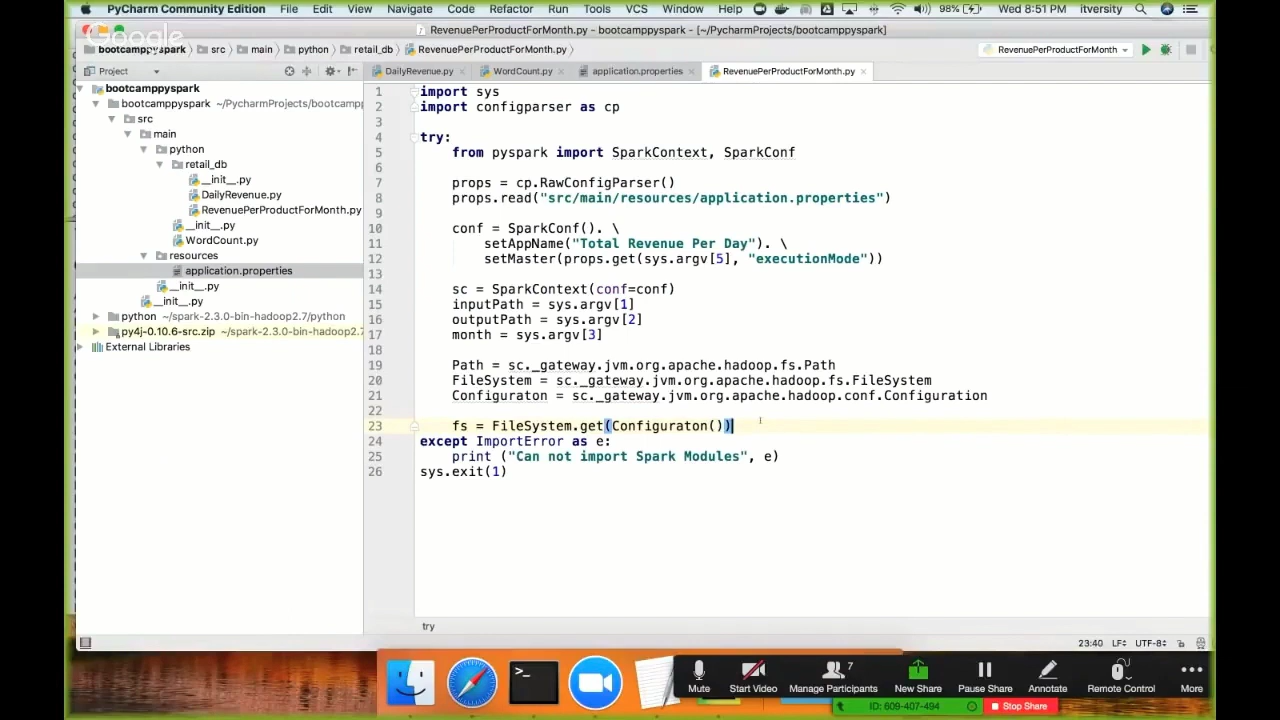 PyCharm Community Edition File Edit View Navigate Code Refactor Run Tools VCS Window Help 98% Wed 8:51 PM itversity
Google
RevenuePerProductForMonth.py - bootcamppyspark - [~/PycharmProjects/bootcamppyspark]
bootcamppyspark src main python retail_db RevenuePerProductForMonth.py RevenuePerProductForMonth
Project DailyRevenue.py WordCount.py application.properties RevenuePerProductForMonth.py
bootcamppyspark
bootcamppyspark ~/PycharmProjects/bootcamp
src
main
python
retail_db
__init__.py
DailyRevenue.py
RevenuePerProductForMonth.py
__init__.py
WordCount.py
resources
application.properties
__init__.py
__init__.py
python ~/spark-2.3.0-bin-hadoop2.7/python
py4j-0.10.6-src.zip ~/spark-2.3.0-bin-hadoop2.7
External Libraries
1 import sys
2 import configparser as cp
3
4 try:
5 from pyspark import SparkContext, SparkConf
6
7 props = cp.RawConfigParser()
8 props.read("src/main/resources/application.properties")
9
10 conf = SparkConf(). \
11 setAppName("Total Revenue Per Day"). \
12 setMaster(props.get(sys.argv[5], "executionMode"))
13
14 sc = SparkContext(conf=conf)
15 inputPath = sys.argv[1]
16 outputPath = sys.argv[2]
17 month = sys.argv[3]
18
19 Path = sc._gateway.jvm.org.apache.hadoop.fs.Path
20 FileSystem = sc._gateway.jvm.org.apache.hadoop.fs.FileSystem
21 Configuraton = sc._gateway.jvm.org.apache.hadoop.conf.Configuration
22
23 fs = FileSystem.get(Configuraton())
24 except ImportError as e:
25 print ("Can not import Spark Modules", e)
26 sys.exit(1)
try
23:40 LF UTF-8
Mute Start Video Manage Participants 7 New Share Pause Share Annotate Remote Control More
ID: 609-407-494 Stop Share